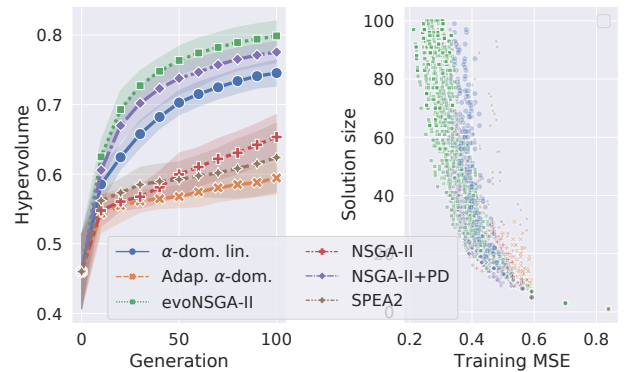 Hypervolume
0.8
0.7
0.6
0.5
0.4
0
50
100
Generation
Solution size
100
80
60
40
20
0
0.2
0.4
0.6
0.8
Training MSE
α-dom. lin.
Adap. α-dom.
evoNSGA-II
NSGA-II
NSGA-II+PD
SPEA2